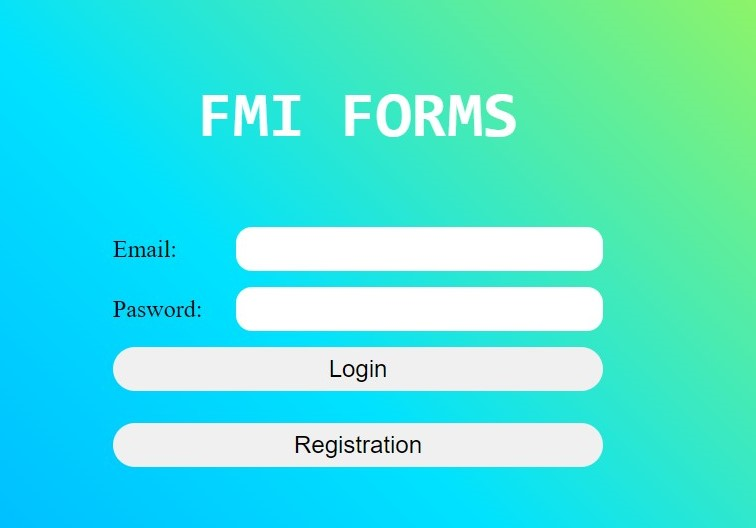 FMI FORMS
Email:
Pasword:
Login
Registration